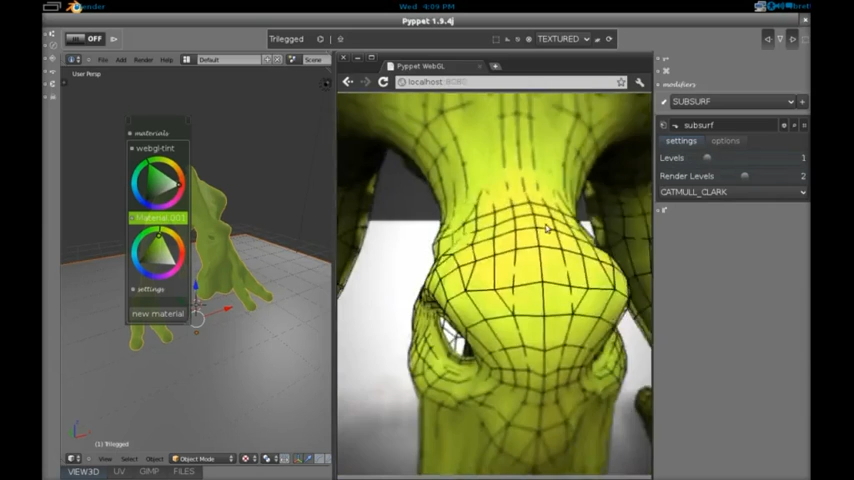 Wed 4:09 PM
Pyppet 1.9.4j
OFF
Trilegged
TEXTURED
File
Add
Render
Help
Default
Scene
User Persp
materials
webgl-tint
Material.001
settings
new material
(1) Trilegged
View
Select
Object
Object Mode
VIEW3D
UV
GIMP
FILES
Pyppet WebGL
localhost:8080
modifiers
SUBSURF
subsurf
settings
options
Levels
1
Render Levels
2
CATMULL_CLARK